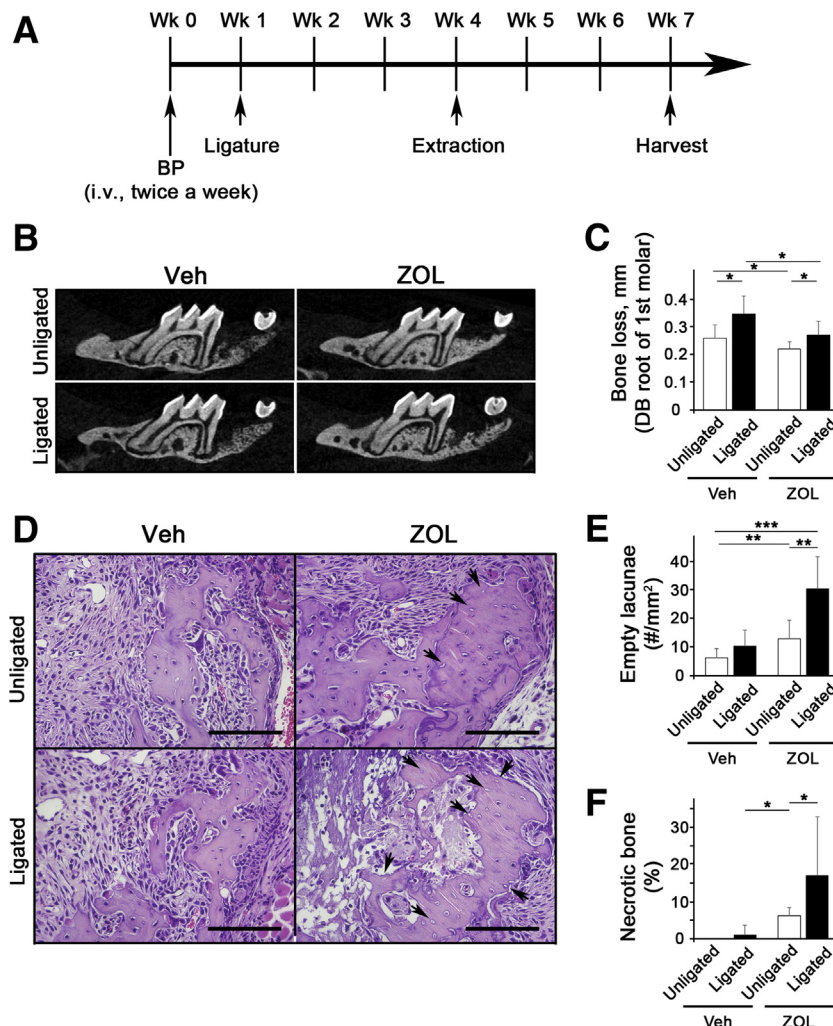 A
Wk 0 Wk 1 Wk 2 Wk 3 Wk 4 Wk 5 Wk 6 Wk 7
Ligature Extraction Harvest
BP
(i.v., twice a week)
B
Veh ZOL
Unligated
Ligated
C
Bone loss, mm
(DB root of 1st molar)
* * * *
0.4
0.3
0.2
0.1
0
Unligated Ligated Unligated Ligated
Veh ZOL
D
Veh ZOL
Unligated
Ligated
E
Empty lacunae
(#/mm²)
***
** **
40
30
20
10
0
Unligated Ligated Unligated Ligated
Veh ZOL
F
Necrotic bone
(%)
* *
30
20
10
0
Unligated Ligated Unligated Ligated
Veh ZOL